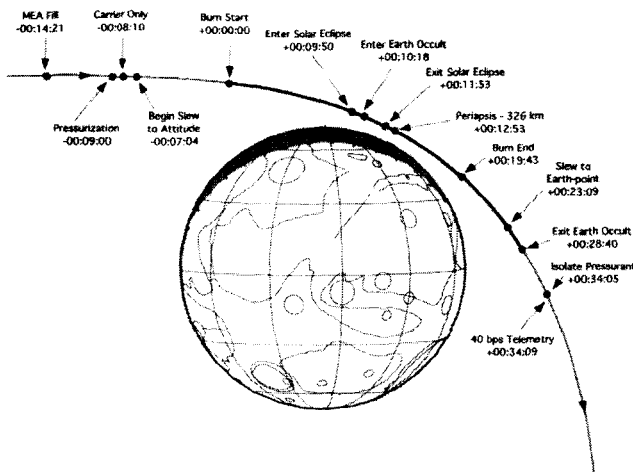 MEA Fill
-00:14:21
Carrier Only
-00:08:10
Burn Start
+00:00:00
Enter Solar Eclipse
+00:09:50
Enter Earth Occult
+00:10:18
Exit Solar Eclipse
+00:11:53
Periapsis - 326 km
+00:12:53
Burn End
+00:19:43
Slew to
Earth-point
+00:23:09
Exit Earth Occult
+00:28:40
Isolate Pressurant
+00:34:05
40 bps Telemetry
+00:34:09
Pressurization
-00:09:00
Begin Slew
to Attitude
-00:07:04